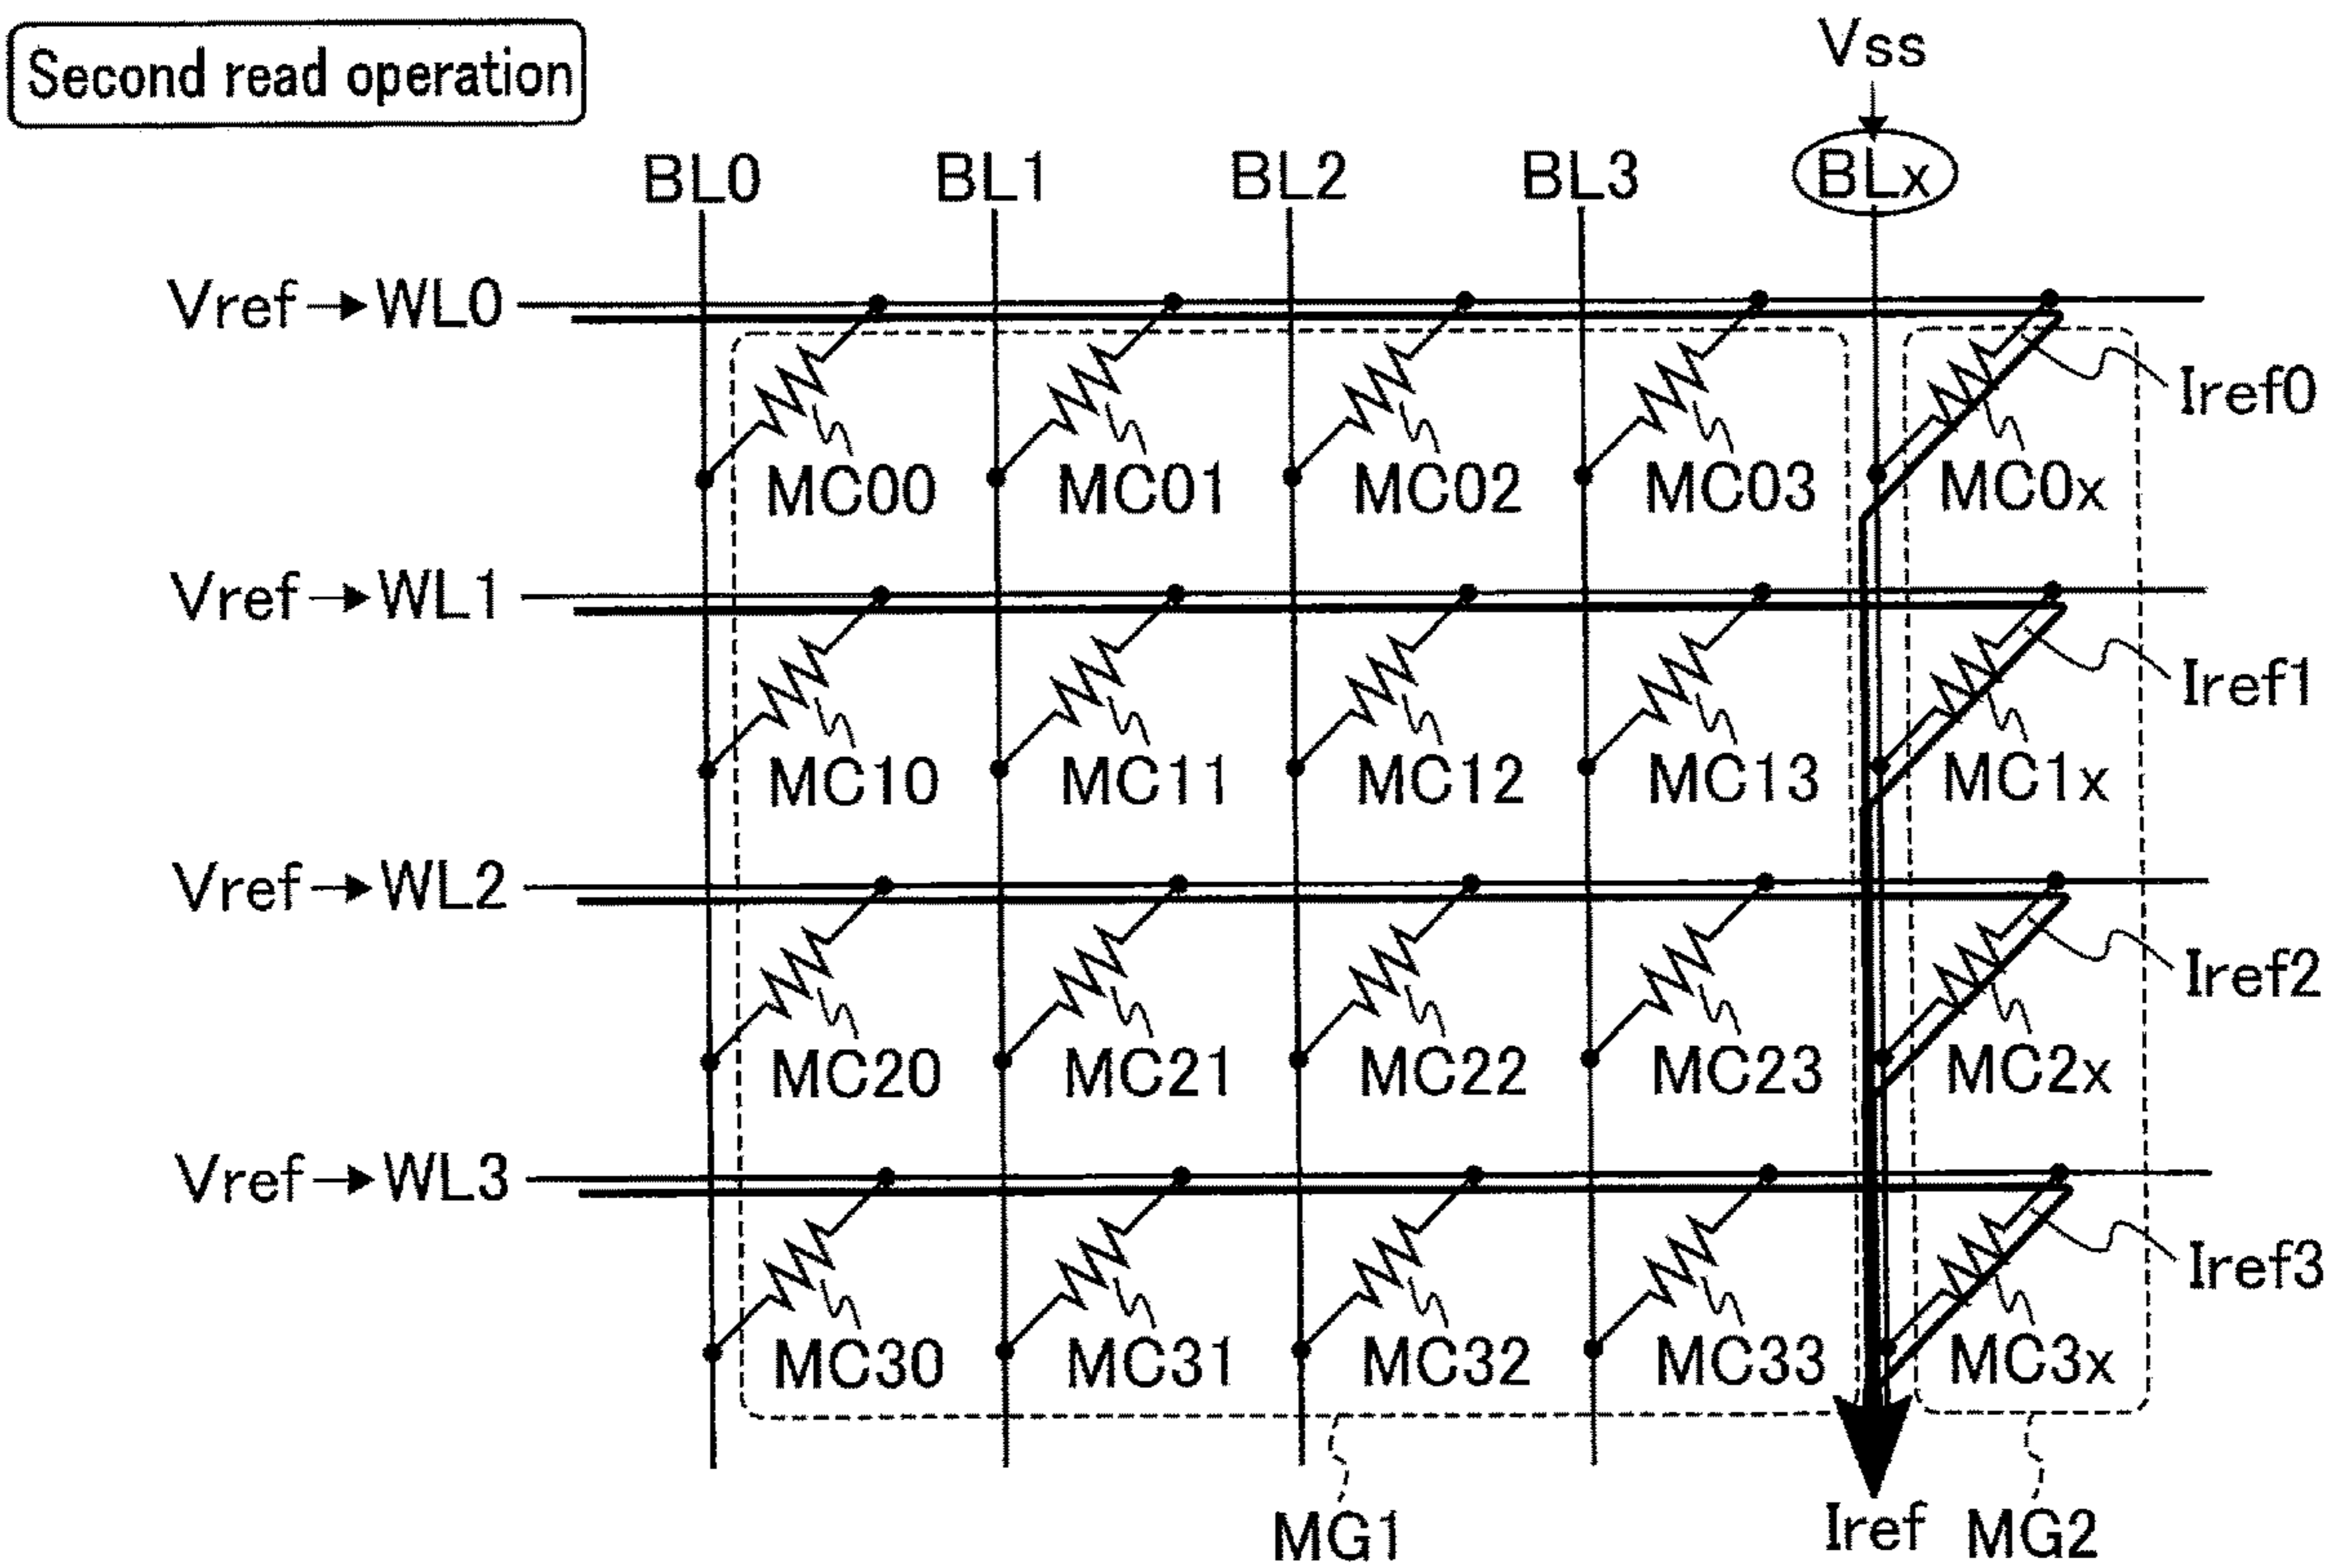 Second read operation
Vss
BL0 BL1 BL2 BL3 BLx
Vref WL0
Iref0
MC00 MC01 MC02 MC03 MC0x
Vref WL1
Iref1
MC10 MC11 MC12 MC13 MC1x
Vref WL2
Iref2
MC20 MC21 MC22 MC23 MC2x
Vref WL3
Iref3
MC30 MC31 MC32 MC33 MC3x
MG1 Iref MG2